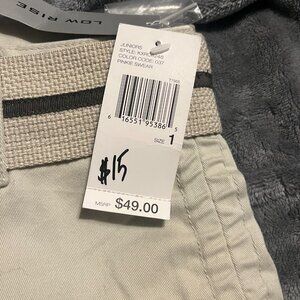 LOW RISE
JUNIORS
COLOR CODE: 037
PINKIE SWEAR
6 16551 95386 5
SIZE 1
$15
MSRP $49.00